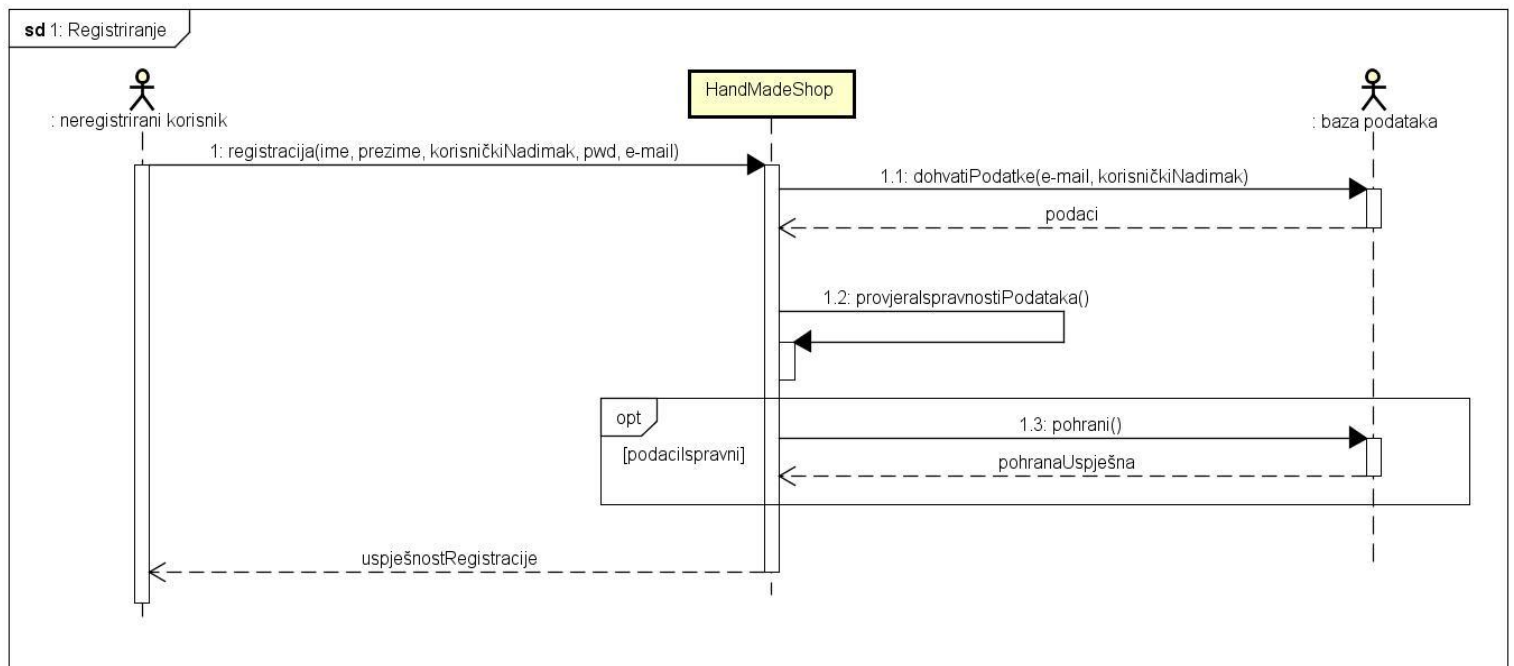 sd 1: Registriranje
: neregistrirani korisnik
HandMadeShop
: baza podataka
1: registracija(ime, prezime, korisničkiNadimak, pwd, e-mail)
1.1: dohvatiPodatke(e-mail, korisničkiNadimak)
podaci
1.2: provjeraIspravnostiPodataka()
opt
1.3: pohrani()
[podaciIspravni]
pohranaUspješna
uspješnostRegistracije